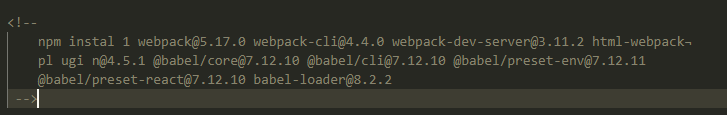 <!--
npm instal 1 webpack@5.17.0 webpack-cli@4.4.0 webpack-dev-server@3.11.2 html-webpack¬
pl ugi n@4.5.1 @babel/core@7.12.10 @babel/cli@7.12.10 @babel/preset-env@7.12.11
@babel/preset-react@7.12.10 babel-loader@8.2.2
-->